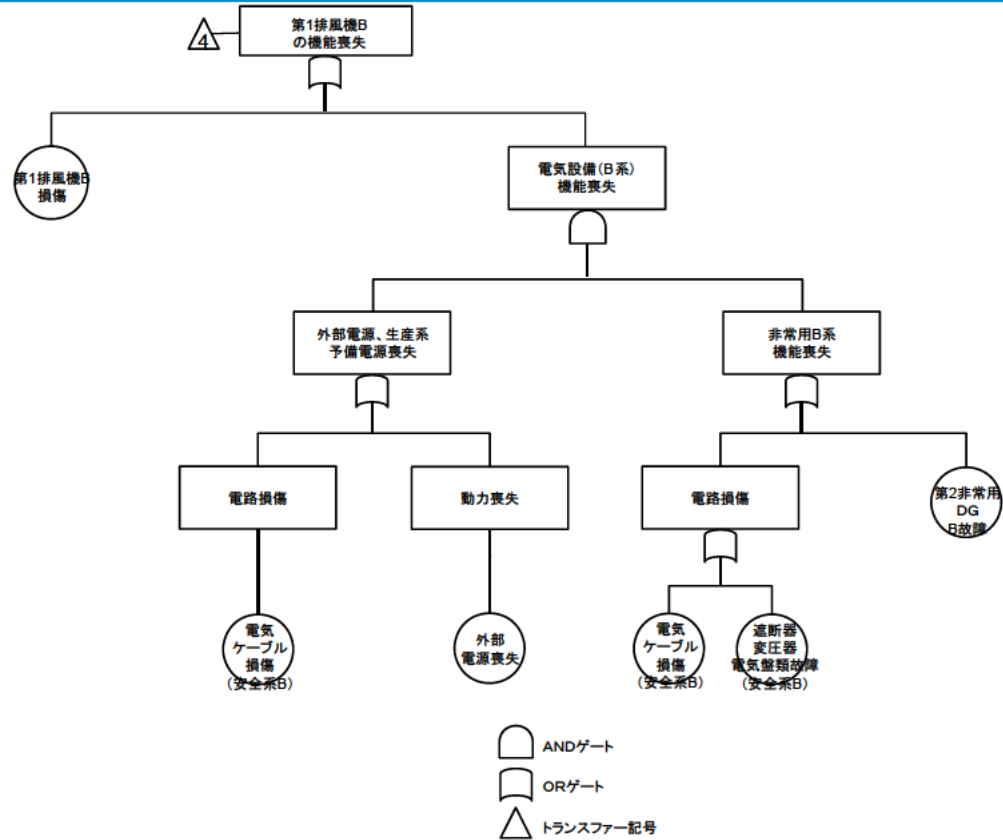 第1排風機B
の機能喪失
4
第1排風機B
損傷
電気設備(B系)
機能喪失
外部電源、生産系
予備電源喪失
非常用B系
機能喪失
電路損傷
動力喪失
電路損傷
第2非常用
DG
B故障
電気
ケーブル
損傷
(安全系B)
外部
電源喪失
電気
ケーブル
損傷
(安全系B)
遮断器
変圧器
電気盤類故障
(安全系B)
ANDゲート
ORゲート
トランスファー記号